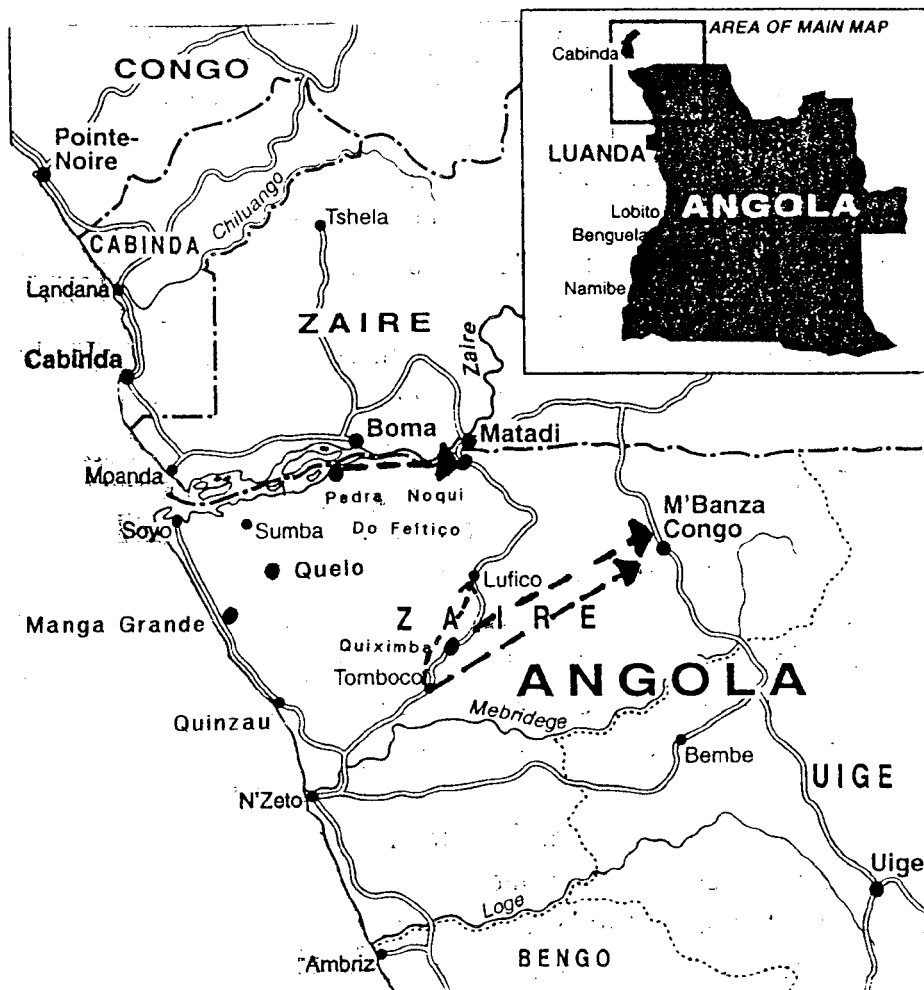 AREA OF MAIN MAP
Cabinda
LUANDA
ANGOLA
Lobito
Benguela
Namibe
CONGO
Pointe-
Noire
Chiluango
Tshela
CABINDA
Landana
ZAIRE
Zaire
Cabinda
Boma
Matadi
Moanda
Pedra Noqui
Do Feitiço
M'Banza
Congo
Soyo
Sumba
Quelo
Lufico
ZAIRE
Manga Grande
Quiximba
Tomboco
ANGOLA
Quinzau
Mebridege
Bembe
UIGE
N'Zeto
Uige
Loge
Ambriz
BENGO